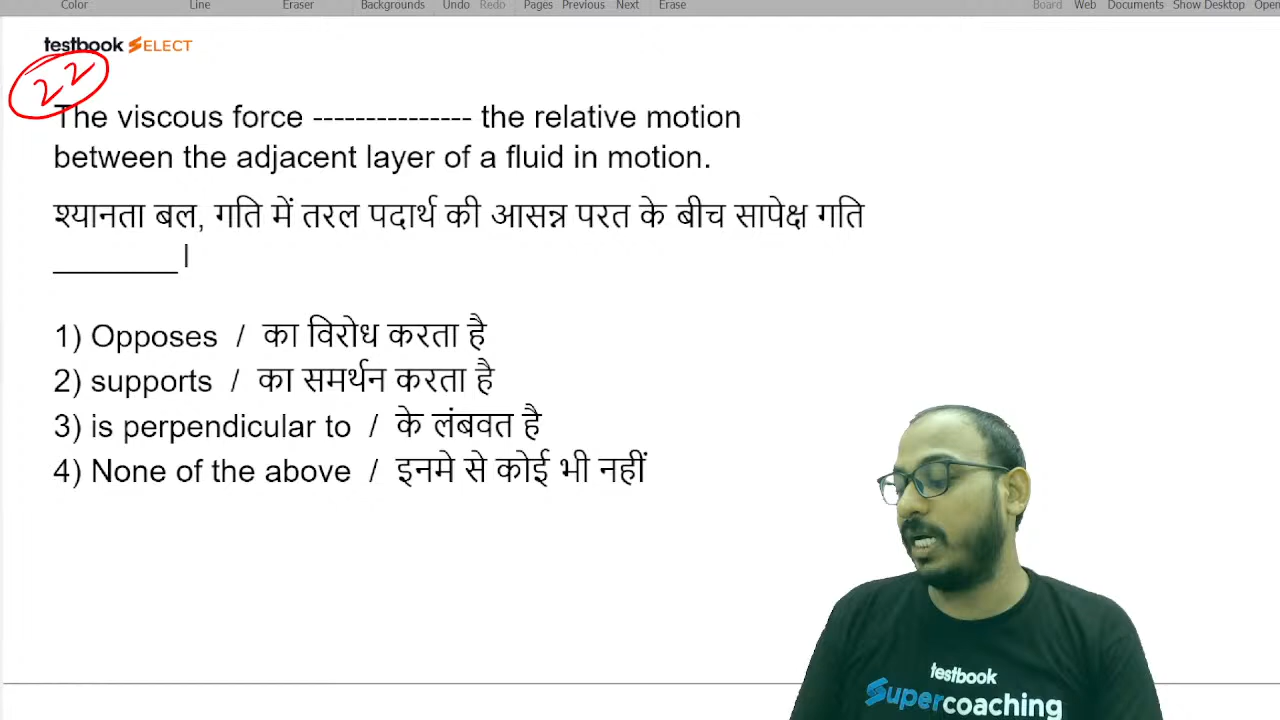 Color Line Eraser Backgrounds Undo Redo Pages Previous Next Erase Board Web Documents Show Desktop
testbook SELECT
22
The viscous force --------------- the relative motion
between the adjacent layer of a fluid in motion.
श्यानता बल, गति में तरल पदार्थ की आसन्न परत के बीच सापेक्ष गति
_______।
1) Opposes / का विरोध करता है
2) supports / का समर्थन करता है
3) is perpendicular to / के लंबवत है
4) None of the above / इनमे से कोई भी नहीं
testbook
Supercoaching